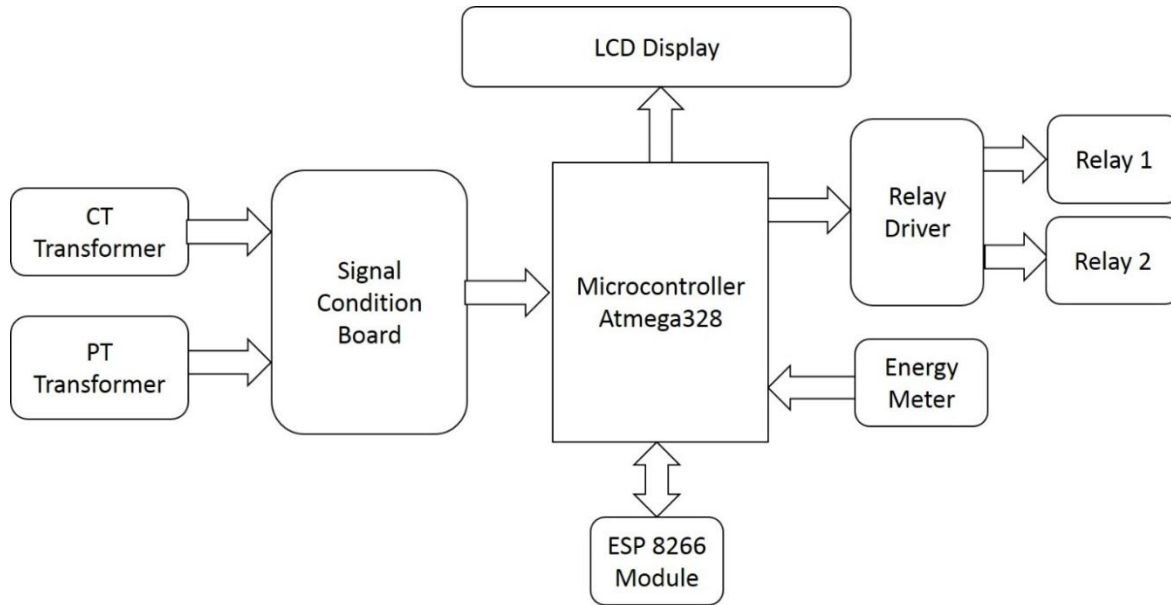 LCD Display
CT
Transformer
PT
Transformer
Signal
Condition
Board
Microcontroller
Atmega328
Relay
Driver
Relay 1
Relay 2
Energy
Meter
ESP 8266
Module